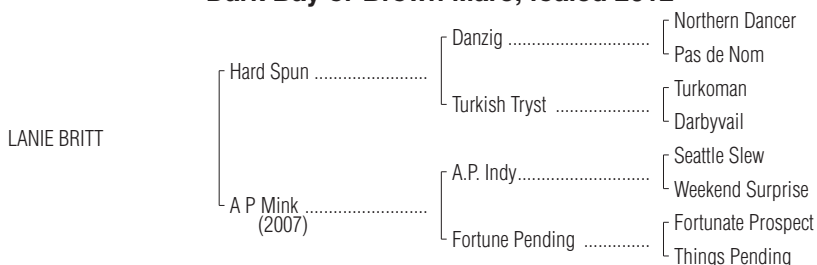 Dark Bay or Brown Mare; foaled 2012
Northern Dancer
Danzig ..............................
Pas de Nom
Hard Spun ........................
Turkoman
Turkish Tryst ....................
Darbyvail
LANIE BRITT
Seattle Slew
A.P. Indy............................
Weekend Surprise
A P Mink ..........................
(2007)
Fortunate Prospect
Fortune Pending ..............
Things Pending